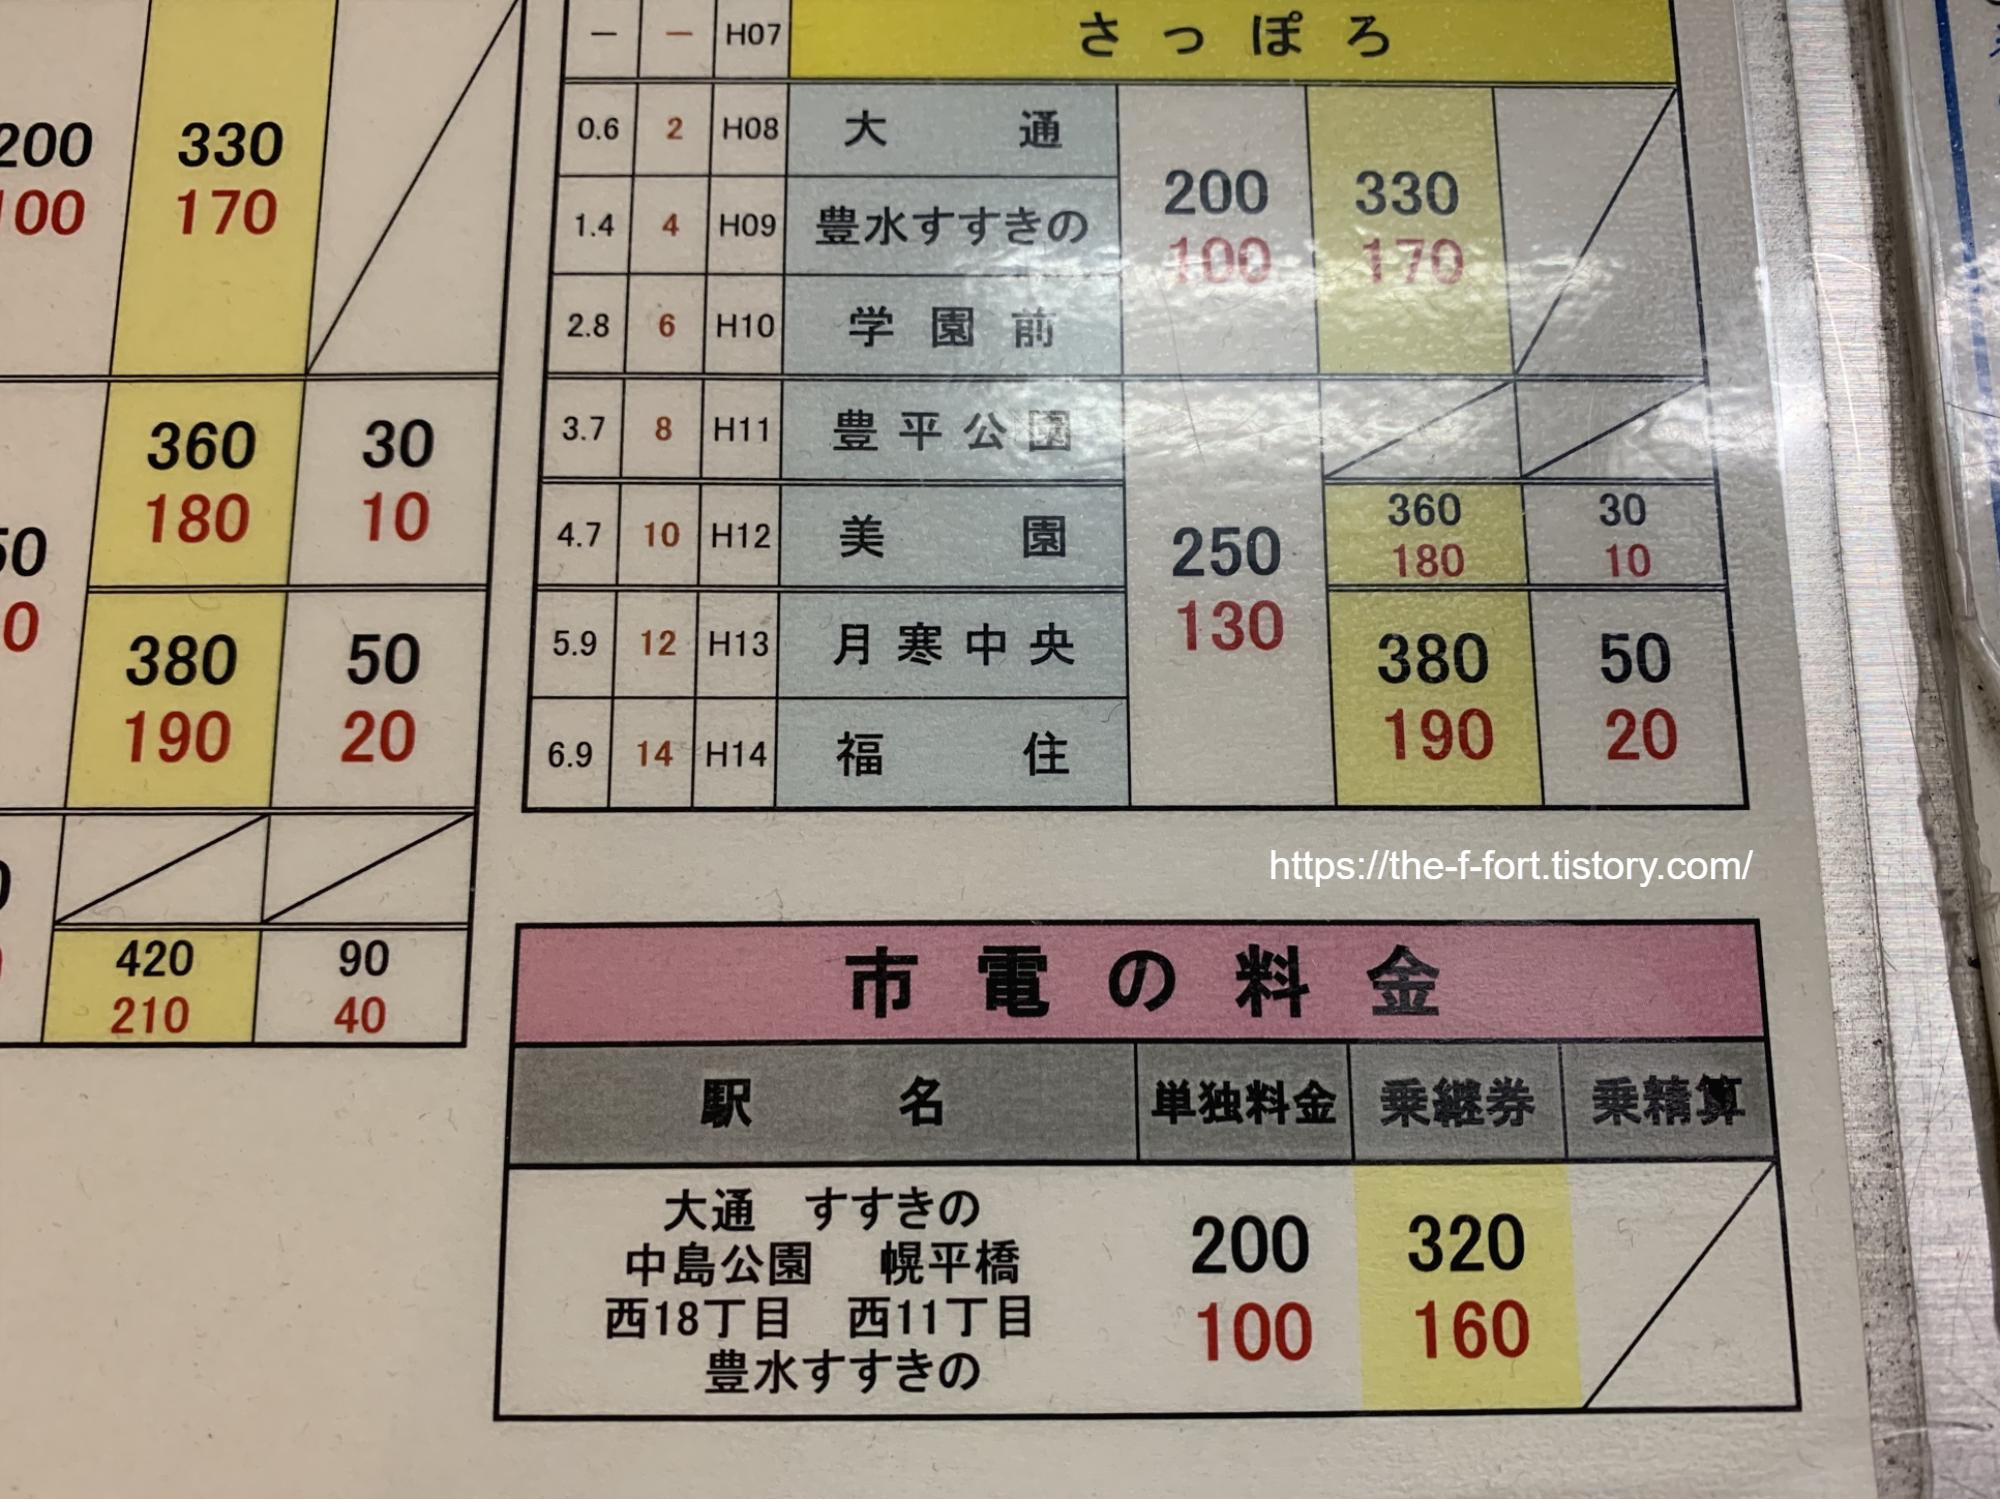 — — H07 さっぽろ
0.6 2 H08 大通
200 330
100 170
1.4 4 H09 豊水すすきの
2.8 6 H10 学園前
3.7 8 H11 豊平公園
4.7 10 H12 美園
250
130
360 30
180 10
5.9 12 H13 月寒中央
380 50
190 20
6.9 14 H14 福住
200 330
100 170
360 30
180 10
380 50
190 20
420 90
210 40
https://the-f-fort.tistory.com/
市電の料金
駅名 単独料金 乗継券 乗精算
大通 すすきの
中島公園 幌平橋
西18丁目 西11丁目
豊水すすきの
200 320
100 160